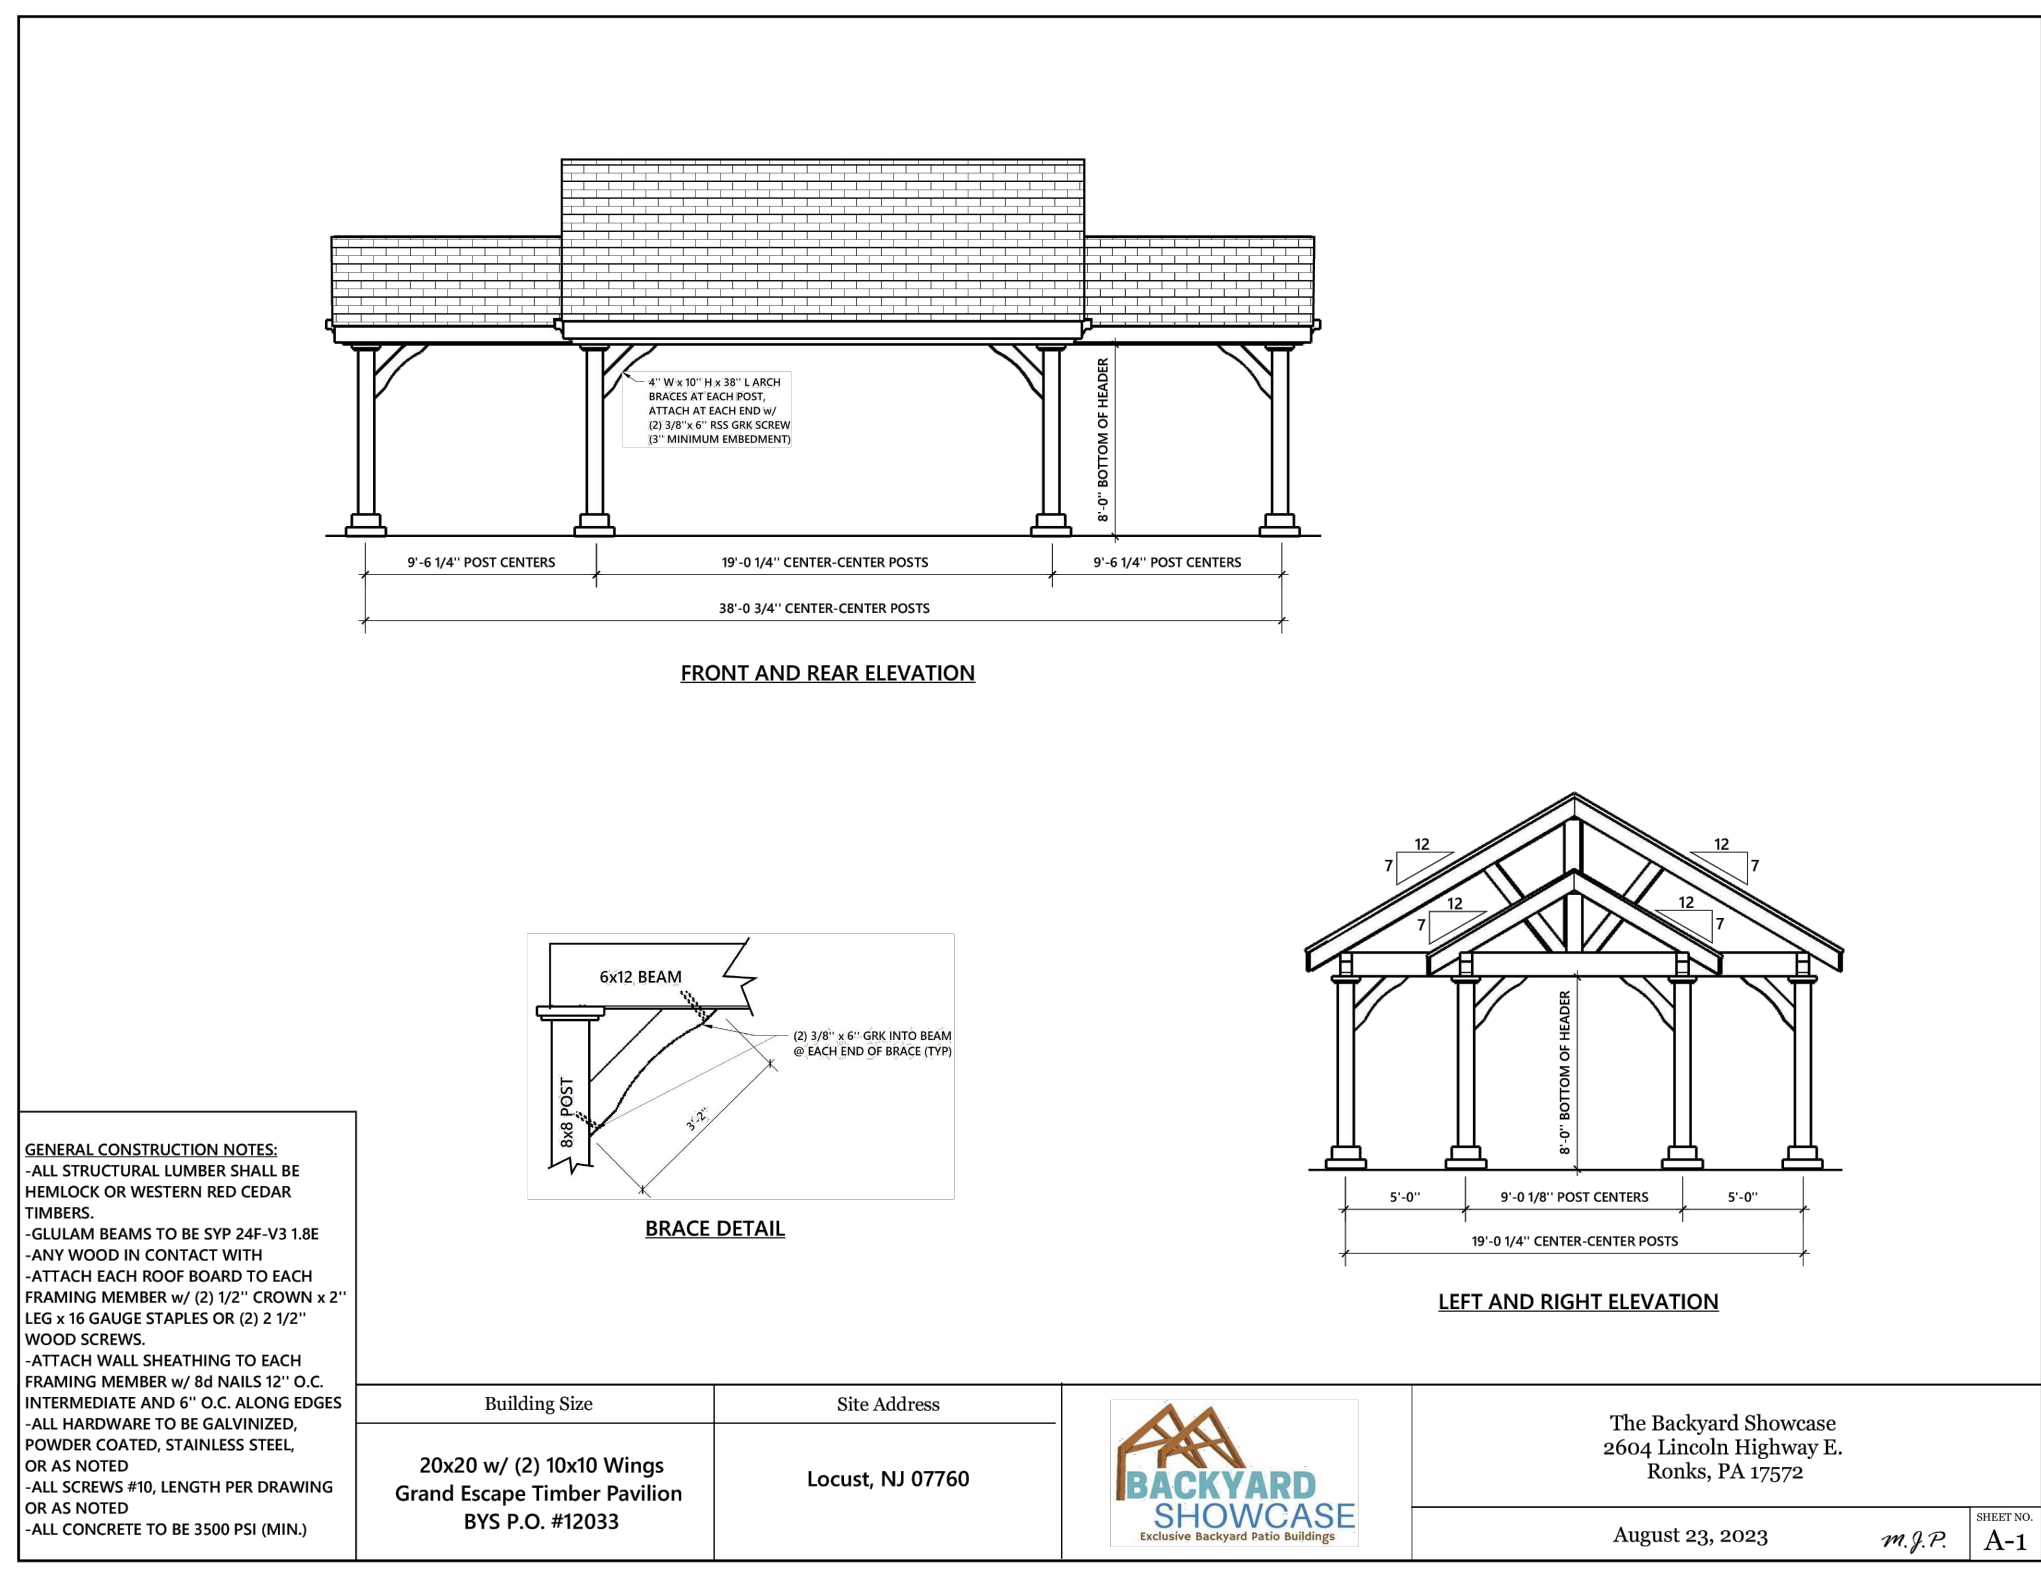 4'' W x 10'' H x 38'' L ARCH
BRACES AT EACH POST,
ATTACH AT EACH END w/
(2) 3/8''x 6'' RSS GRK SCREW
(3'' MINIMUM EMBEDMENT)
8'-0'' BOTTOM OF HEADER
9'-6 1/4'' POST CENTERS
19'-0 1/4'' CENTER-CENTER POSTS
9'-6 1/4'' POST CENTERS
38'-0 3/4'' CENTER-CENTER POSTS
FRONT AND REAR ELEVATION
12
7
12
7
12
7
12
7
8'-0'' BOTTOM OF HEADER
5'-0''
9'-0 1/8'' POST CENTERS
5'-0''
19'-0 1/4'' CENTER-CENTER POSTS
LEFT AND RIGHT ELEVATION
6x12 BEAM
(2) 3/8'' x 6'' GRK INTO BEAM
@ EACH END OF BRACE (TYP)
8x8 POST
3'-2''
BRACE DETAIL
GENERAL CONSTRUCTION NOTES:
-ALL STRUCTURAL LUMBER SHALL BE
HEMLOCK OR WESTERN RED CEDAR
TIMBERS.
-GLULAM BEAMS TO BE SYP 24F-V3 1.8E
-ANY WOOD IN CONTACT WITH
-ATTACH EACH ROOF BOARD TO EACH
FRAMING MEMBER w/ (2) 1/2'' CROWN x 2''
LEG x 16 GAUGE STAPLES OR (2) 2 1/2''
WOOD SCREWS.
-ATTACH WALL SHEATHING TO EACH
FRAMING MEMBER w/ 8d NAILS 12'' O.C.
INTERMEDIATE AND 6'' O.C. ALONG EDGES
-ALL HARDWARE TO BE GALVINIZED,
POWDER COATED, STAINLESS STEEL,
OR AS NOTED
-ALL SCREWS #10, LENGTH PER DRAWING
OR AS NOTED
-ALL CONCRETE TO BE 3500 PSI (MIN.)
Building Size
20x20 w/ (2) 10x10 Wings
Grand Escape Timber Pavilion
BYS P.O. #12033
Site Address
Locust, NJ 07760
BACKYARD
SHOWCASE
Exclusive Backyard Patio Buildings
The Backyard Showcase
2604 Lincoln Highway E.
Ronks, PA 17572
August 23, 2023
M.J.P.
SHEET NO.
A-1